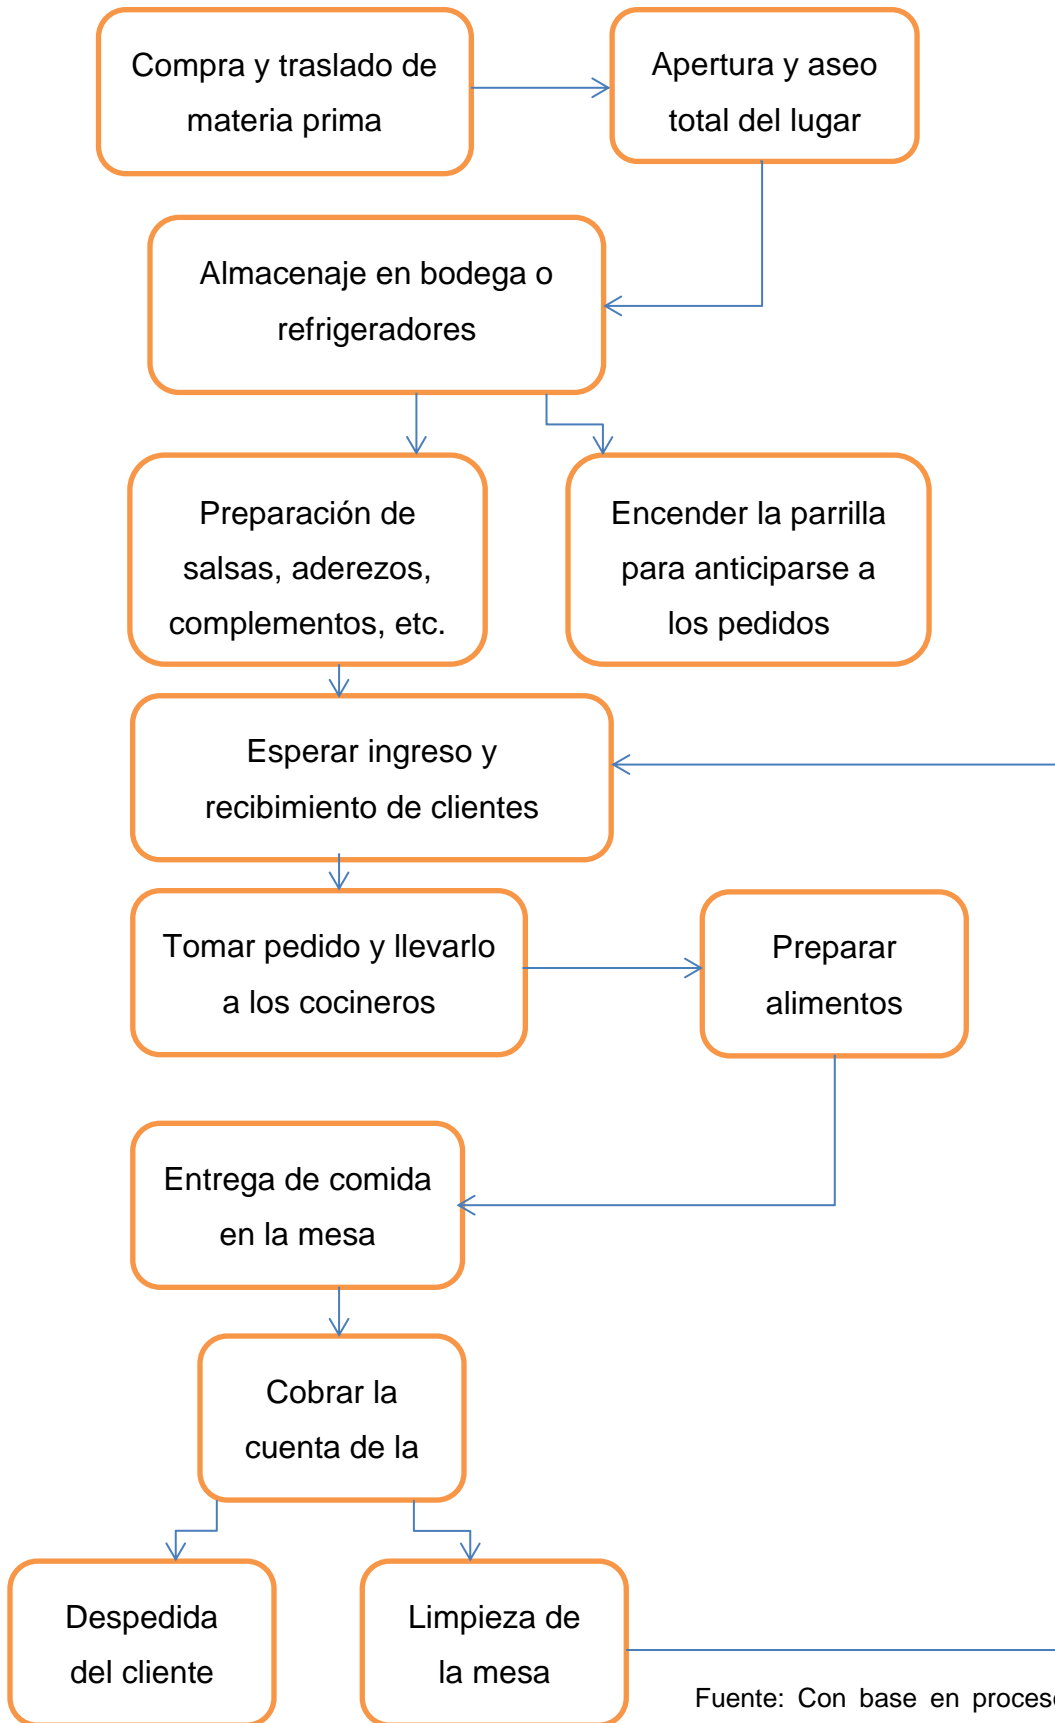 Compra y traslado de
materia prima
Apertura y aseo
total del lugar
Almacenaje en bodega o
refrigeradores
Preparación de
salsas, aderezos,
complementos, etc.
Encender la parrilla
para anticiparse a
los pedidos
Esperar ingreso y
recibimiento de clientes
Tomar pedido y llevarlo
a los cocineros
Preparar
alimentos
Entrega de comida
en la mesa
Cobrar la
cuenta de la
Despedida
del cliente
Limpieza de
la mesa
Fuente: Con base en proceso